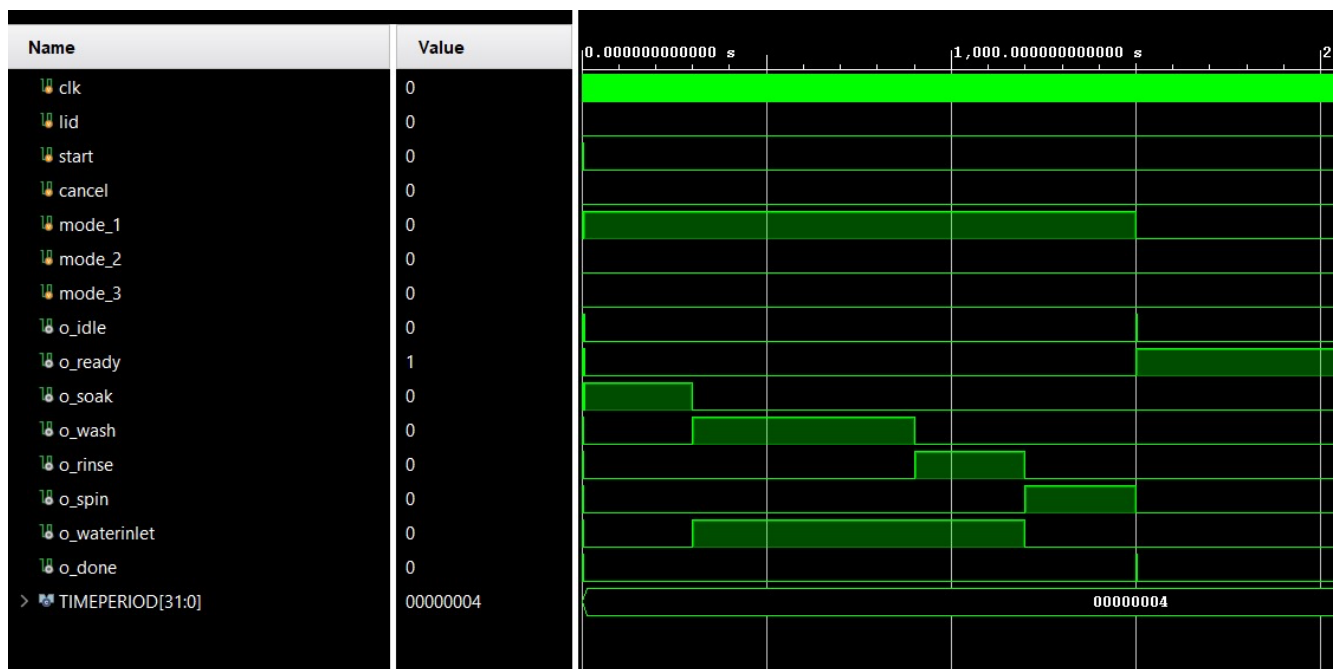 Name Value 0.000000000000 s 1,000.000000000000 s 2
clk 0
lid 0
start 0
cancel 0
mode_1 0
mode_2 0
mode_3 0
o_idle 0
o_ready 1
o_soak 0
o_wash 0
o_rinse 0
o_spin 0
o_waterinlet 0
o_done 0
> TIMEPERIOD[31:0] 00000004 00000004